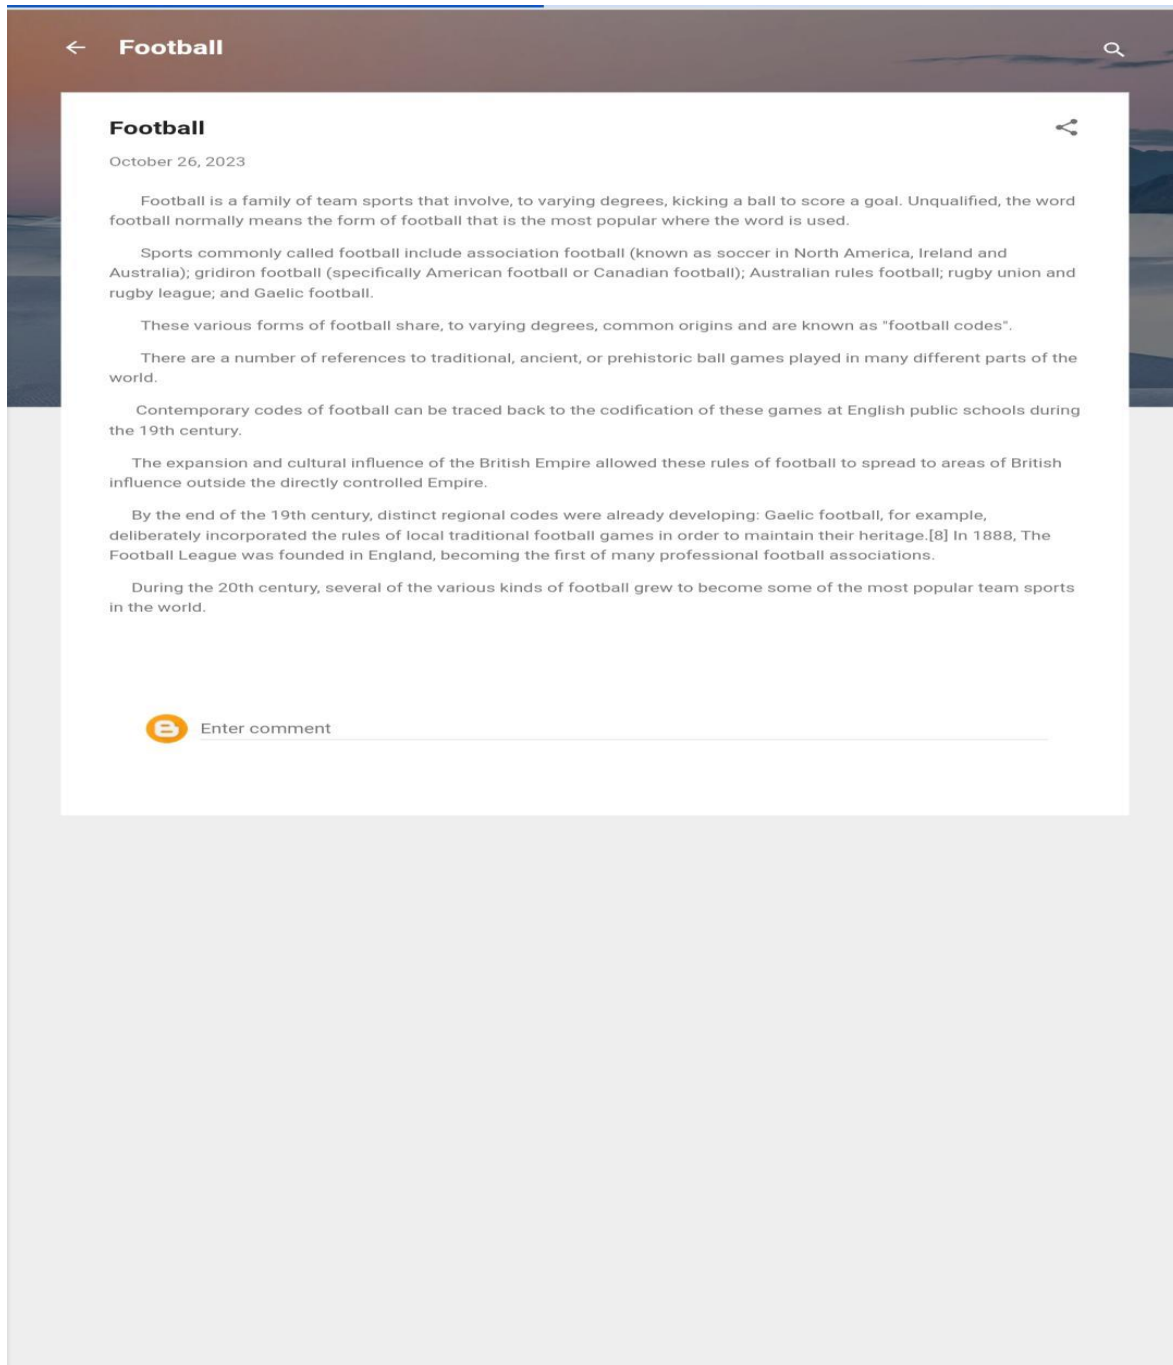 Football
Football
October 26, 2023
Football is a family of team sports that involve, to varying degrees, kicking a ball to score a goal. Unqualified, the word
football normally means the form of football that is the most popular where the word is used.
Sports commonly called football include association football (known as soccer in North America, Ireland and
Australia); gridiron football (specifically American football or Canadian football); Australian rules football; rugby union and
rugby league; and Gaelic football.
These various forms of football share, to varying degrees, common origins and are known as "football codes".
There are a number of references to traditional, ancient, or prehistoric ball games played in many different parts of the
world.
Contemporary codes of football can be traced back to the codification of these games at English public schools during
the 19th century.
The expansion and cultural influence of the British Empire allowed these rules of football to spread to areas of British
influence outside the directly controlled Empire.
By the end of the 19th century, distinct regional codes were already developing: Gaelic football, for example,
deliberately incorporated the rules of local traditional football games in order to maintain their heritage.[8] In 1888, The
Football League was founded in England, becoming the first of many professional football associations.
During the 20th century, several of the various kinds of football grew to become some of the most popular team sports
in the world.
Enter comment